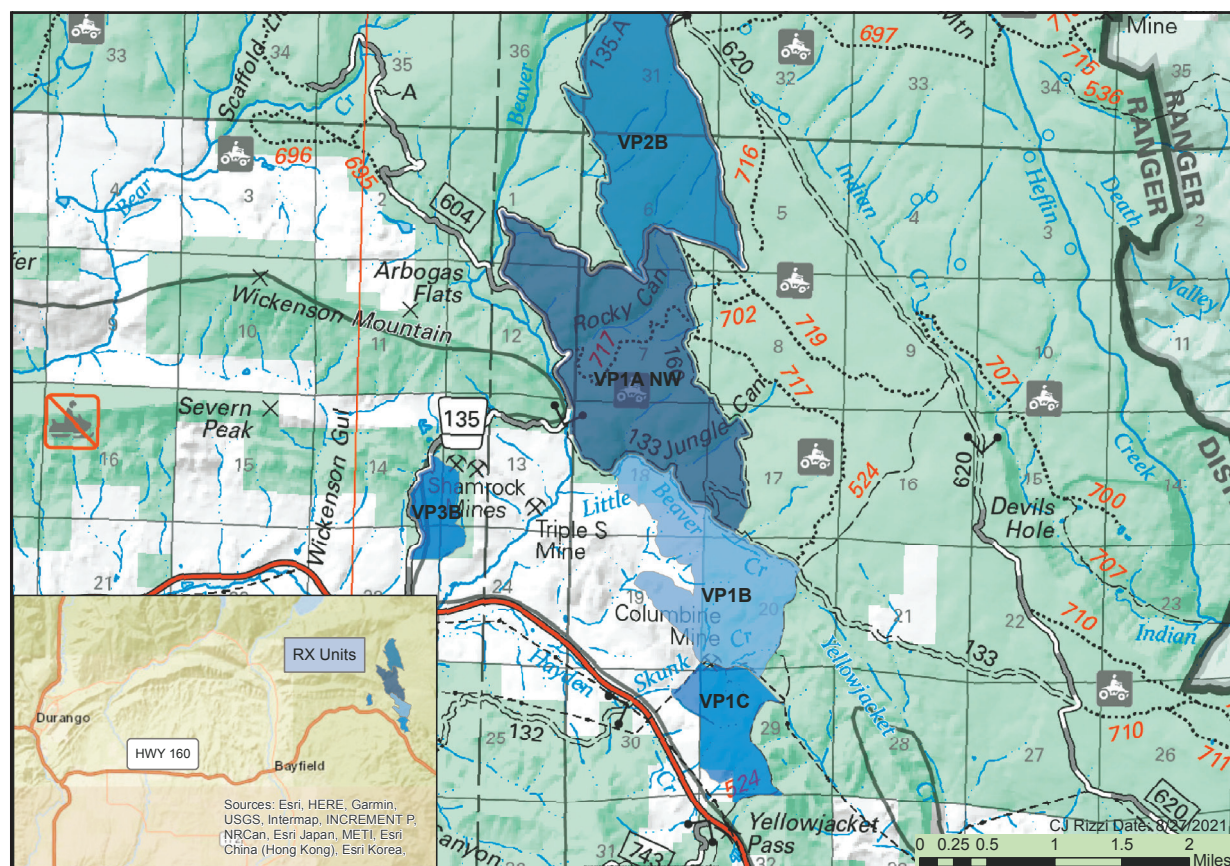 33
34
35
36
31
32
33
34
35
Mine
Scaffold
Cr
A
Beaver
135.A
620
697
Mtn
715
536
RANGER
RANGER
696
695
VP2B
716
Bear
4
3
2
1
6
5
4
3
2
Indian
Heflin
Death
604
Arbogas
Flats
Wickenson Mountain
9
10
11
12
Rocky Can
717
7
VP1A NW
702
8
719
9
Cr
707
10
Valley
11
717
Severn
Peak
135
133
Jungle Can
16
15
14
13
18
17
524
620
15
14
Creek
Wickenson Gul
Shamrock
Mines
VP3B
Little Beaver
Cr
Triple S
Mine
Devils
Hole
700
707
21
24
19
Columbine
Mine
VP1B
20
21
22
23
Cr
710
Indian
Hayden
Skunk
Yellowjacket
133
VP1C
29
132
25
30
28
27
26
710
711
Cr
524
Cr
620
743
31
32
Yellowjacket
Pass
anyon
RX Units
Durango
HWY 160
Bayfield
Sources: Esri, HERE, Garmin,
USGS, Intermap, INCREMENT P,
NRCan, Esri Japan, METI, Esri
China (Hong Kong), Esri Korea,
CJ Rizzi Date: 8/27/2021
0 0.25 0.5 1 1.5 2
Miles